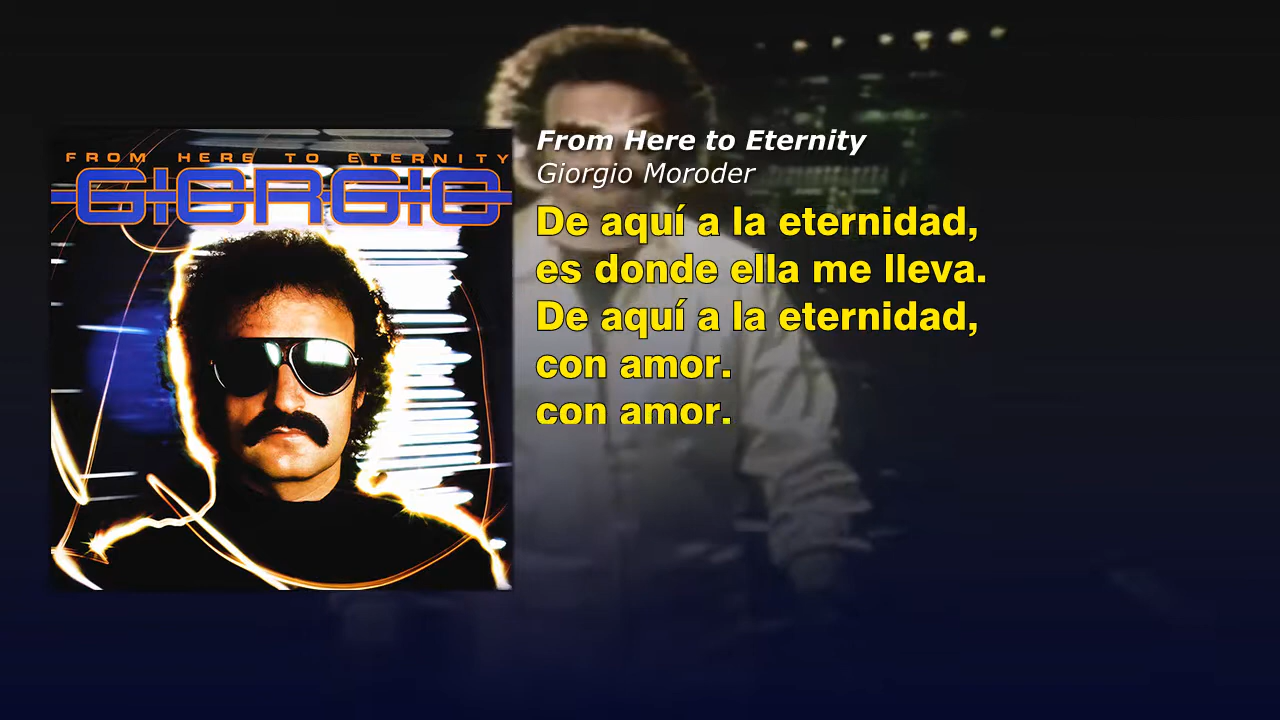 FROM HERE TO ETERNITY
GIORGIO
From Here to Eternity
Giorgio Moroder
De aquí a la eternidad,
es donde ella me lleva.
De aquí a la eternidad,
con amor.
con amor.